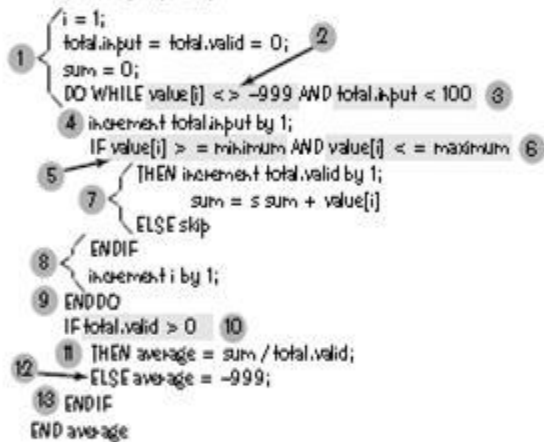 i = 1;
total.input = total.valid = 0; 2
1 sum = 0;
DO WHILE value[i] < > -999 AND total.input < 100 3
4 increment total.input by 1;
IF value[i] > = minimum AND value[i] < = maximum 6
5 THEN increment total.valid by 1;
7 sum = s sum + value[i]
ELSE skip
8 ENDIF
increment i by 1;
9 ENDDO
IF total.valid > 0 10
11 THEN average = sum / total.valid;
12 ELSE average = -999;
13 ENDIF
END average